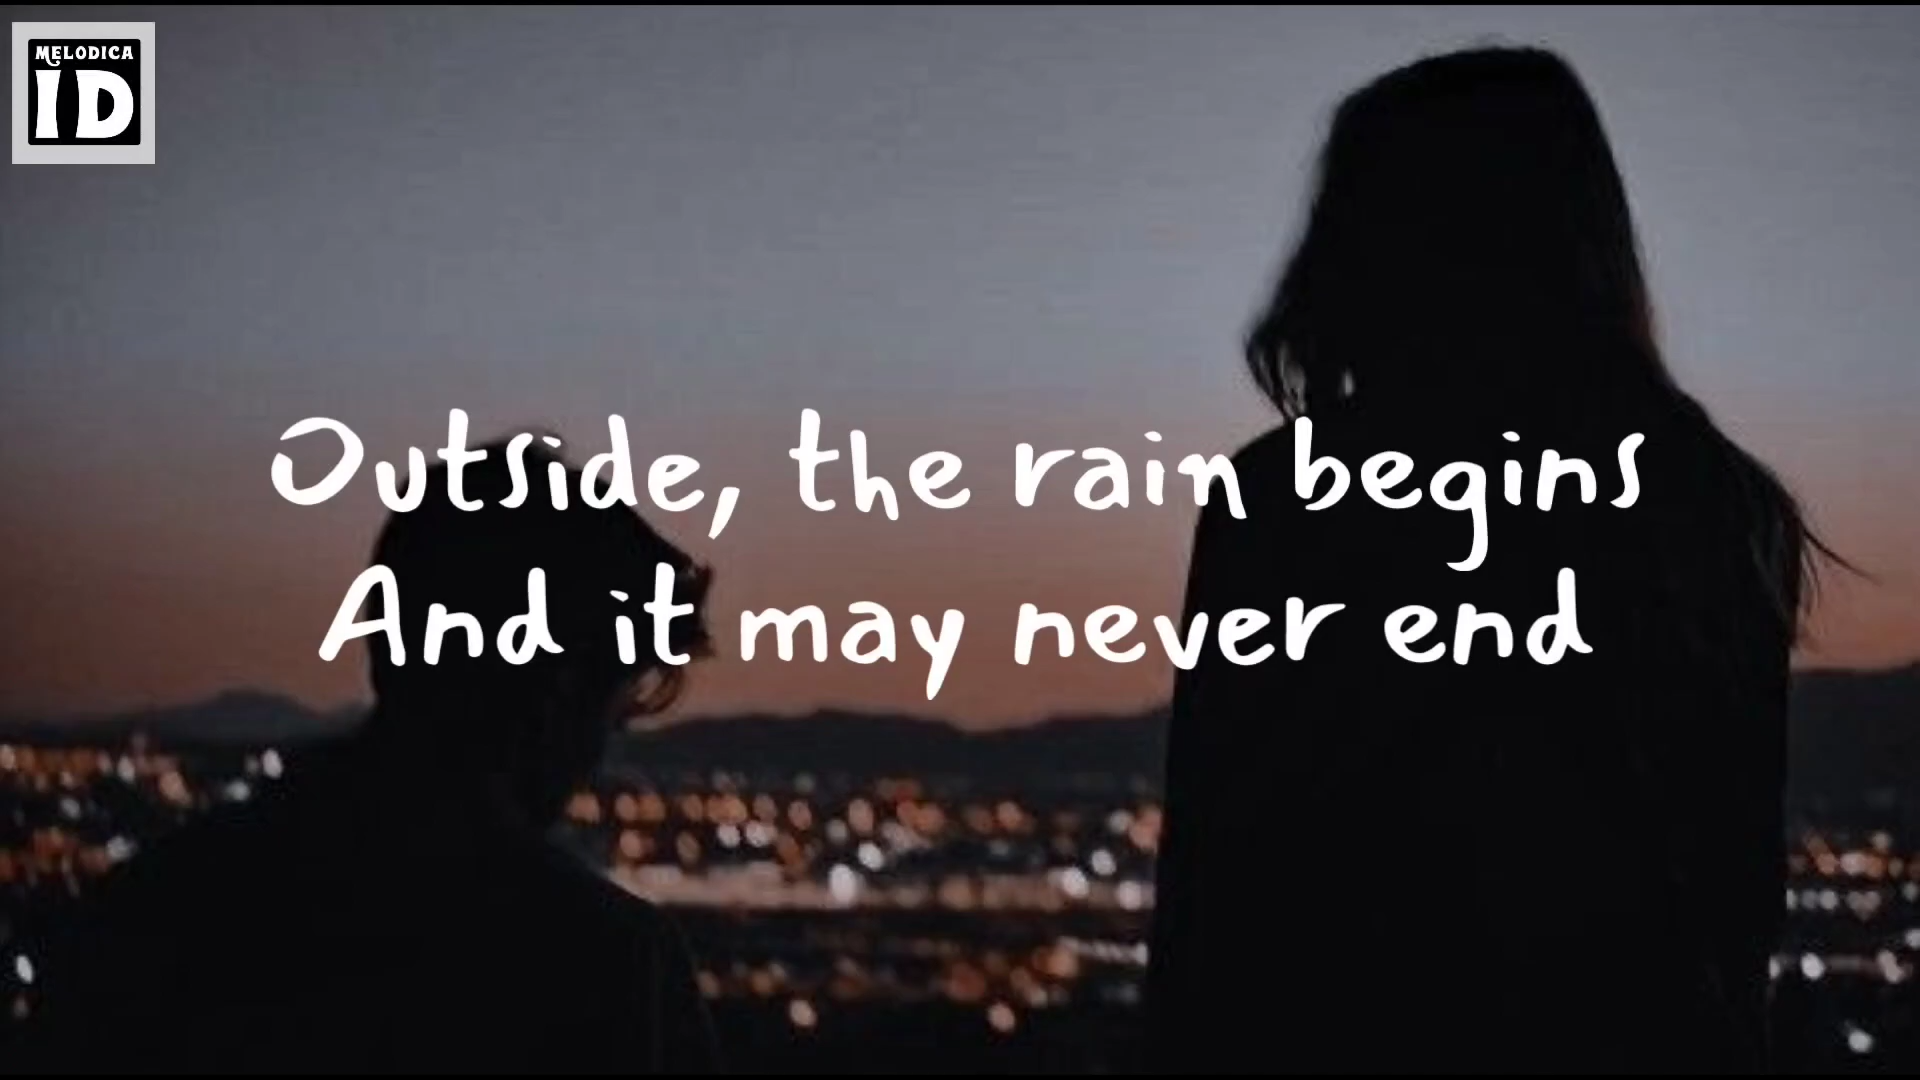 MELODICA
ID
Outside, the rain begins
And it may never end